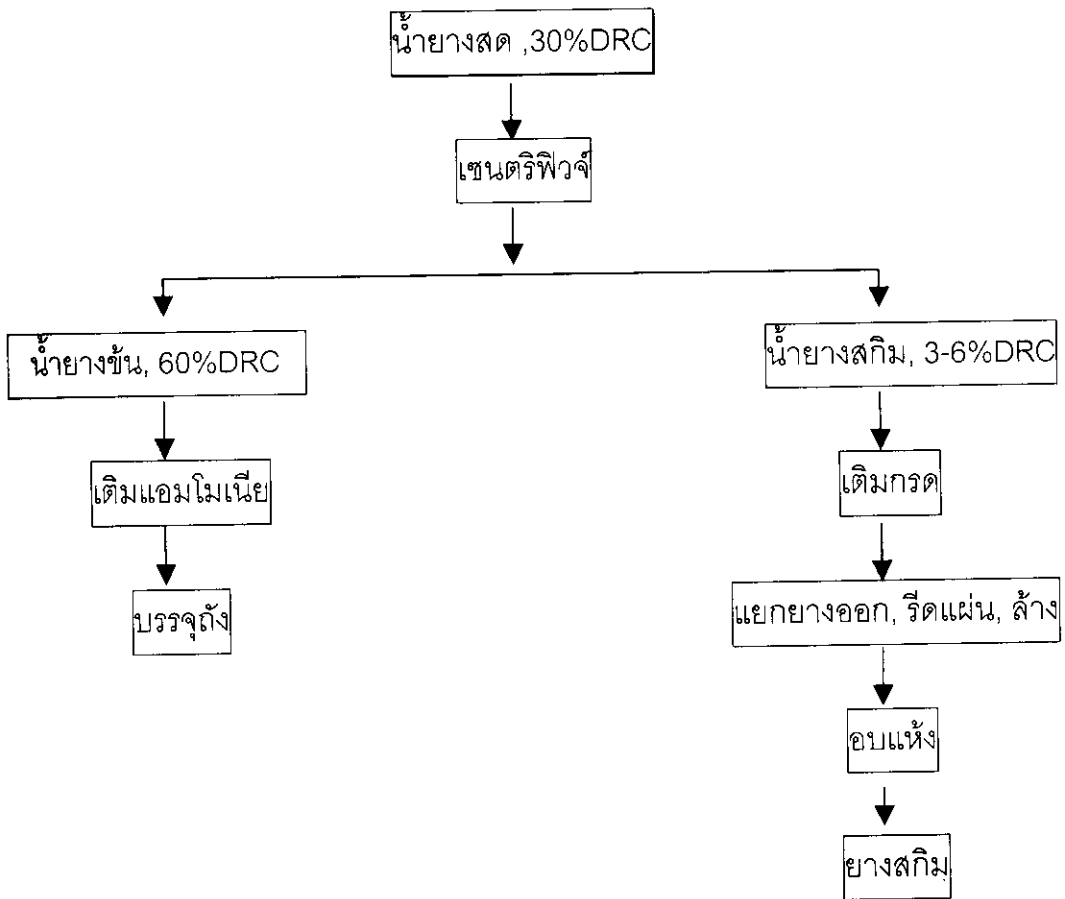 น้ำยางสด ,30%DRC
เซนตริฟิวจ์
น้ำยางข้น, 60%DRC
น้ำยางสกิม, 3-6%DRC
เติมแอมโมเนีย
เติมกรด
บรรจุถัง
แยกยางออก, รีดแผ่น, ล้าง
อบแห้ง
ยางสกิม